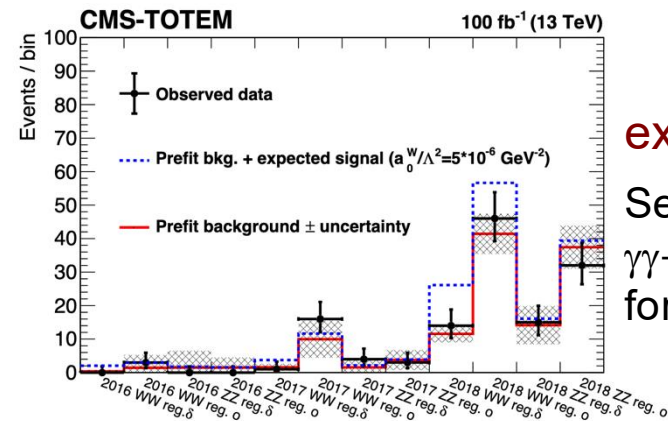 CMS-TOTEM 100 fb⁻¹ (13 TeV)
Events / bin
100
90
80
70
60
50
40
30
20
10
0
Observed data
Prefit bkg. + expected signal (a₀ᵂ/Λ²=5*10⁻⁶ GeV⁻²)
Prefit background ± uncertainty
2016 WW reg.δ
2016 WW reg. o
2016 ZZ reg.δ
2016 ZZ reg. o
2017 WW reg.δ
2017 WW reg. o
2017 ZZ reg.δ
2017 ZZ reg. o
2018 WW reg.δ
2018 WW reg. o
2018 ZZ reg.δ
2018 ZZ reg. o
ex
Se
γγ
for